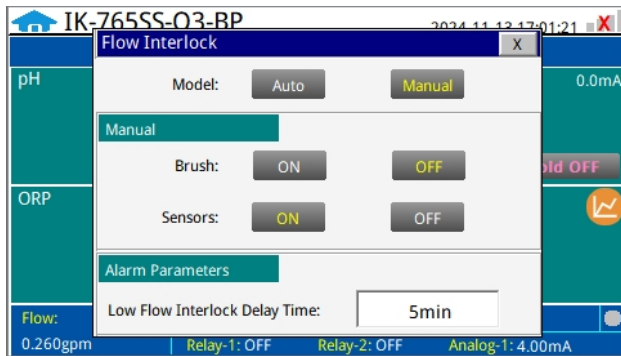 IK-765SS-O3-BP
2024-11-13 17:01:21 X
Flow Interlock X
pH
0.0mA
Model: Auto Manual
Manual
Brush: ON OFF
OFF
ORP
Sensors: ON OFF
Alarm Parameters
Low Flow Interlock Delay Time: 5min
Flow:
0.260gpm Relay-1: OFF Relay-2: OFF Analog-1: 4.00mA